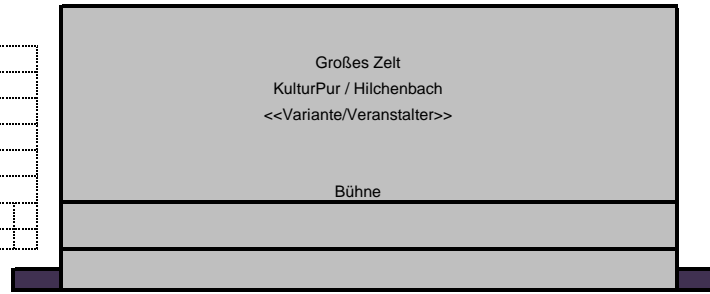 Großes Zelt
KulturPur / Hilchenbach
<<Variante/Veranstalter>>
Bühne